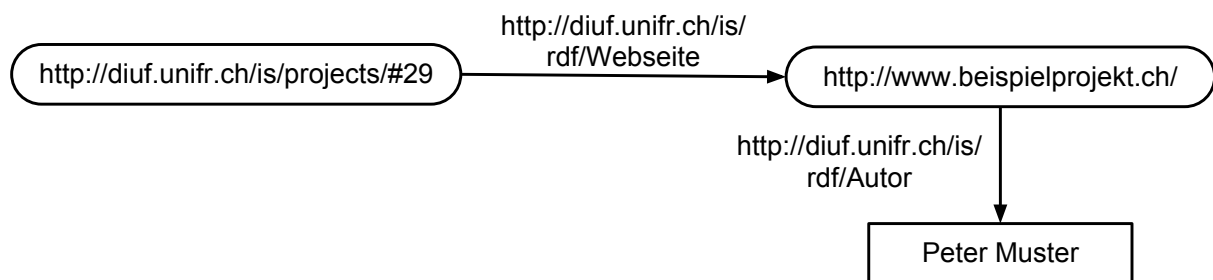 http://diuf.unifr.ch/is/
rdf/Webseite
http://diuf.unifr.ch/is/projects/#29
http://www.beispielprojekt.ch/
http://diuf.unifr.ch/is/
rdf/Autor
Peter Muster